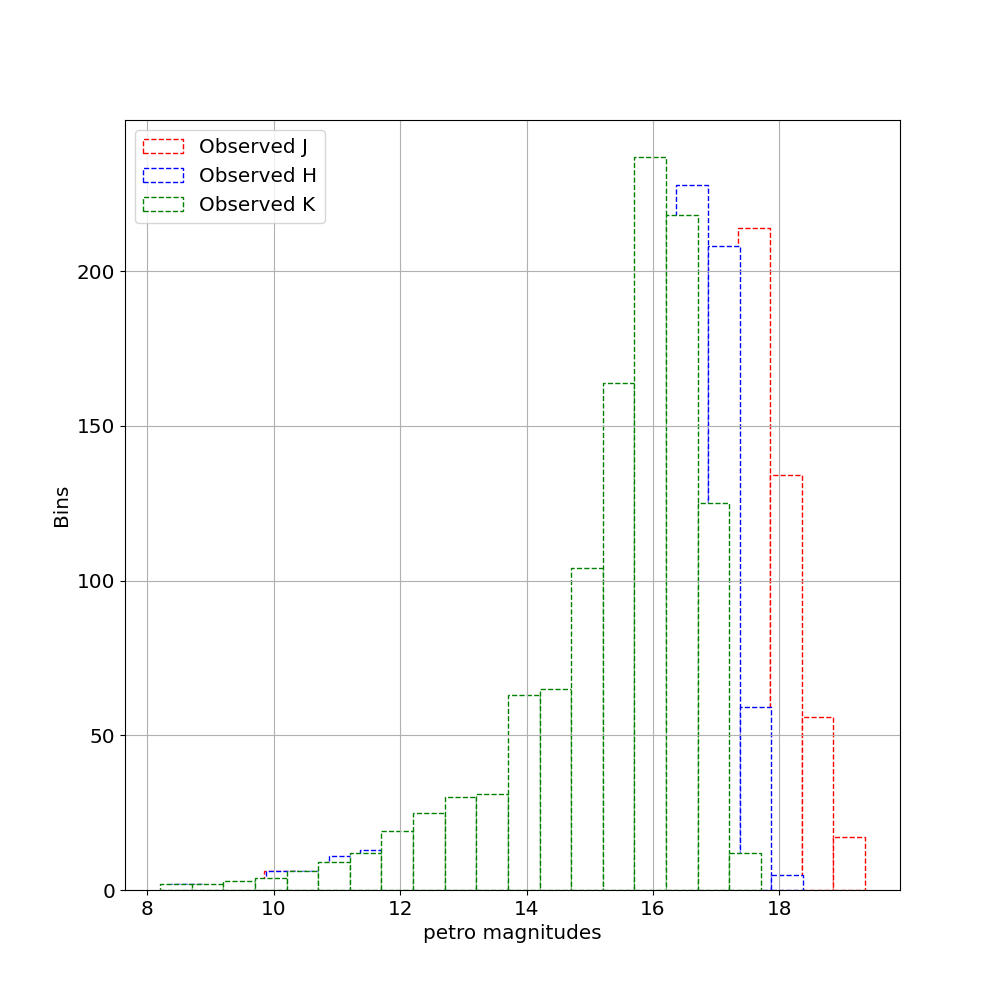 Observed J
Observed H
Observed K
200
150
100
50
0
8 10 12 14 16 18
petro magnitudes
Bins